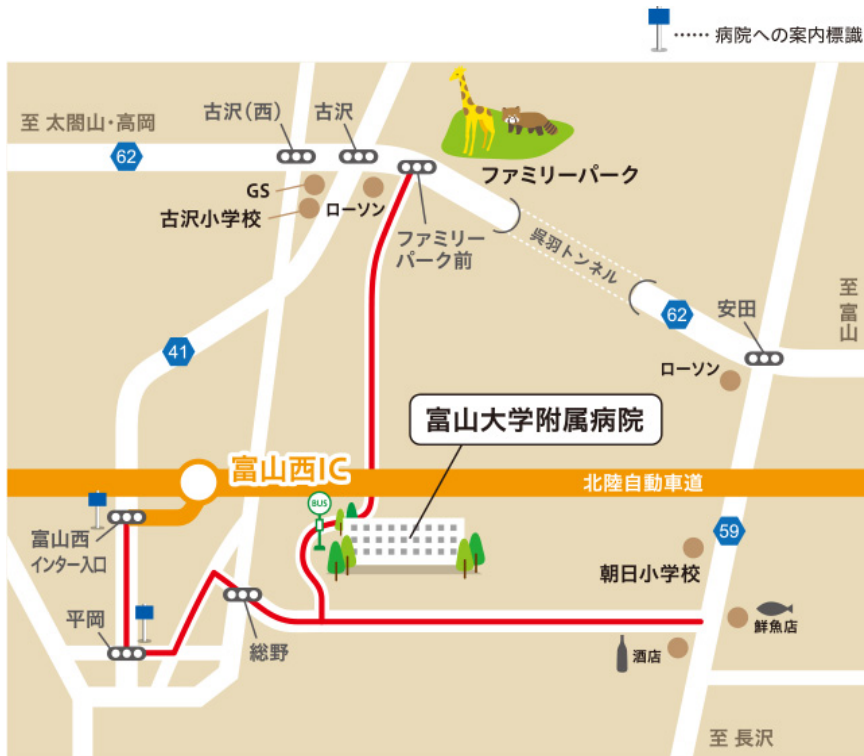 …… 病院への案内標識
至 太閤山・高岡
古沢(西)
古沢
62
GS
古沢小学校
ローソン
ファミリーパーク
ファミリー
パーク前
呉羽トンネル
62
安田
至 富山
41
ローソン
富山大学附属病院
富山西IC
北陸自動車道
BUS
富山西
インター入口
59
朝日小学校
平岡
総野
鮮魚店
酒店
至 長沢